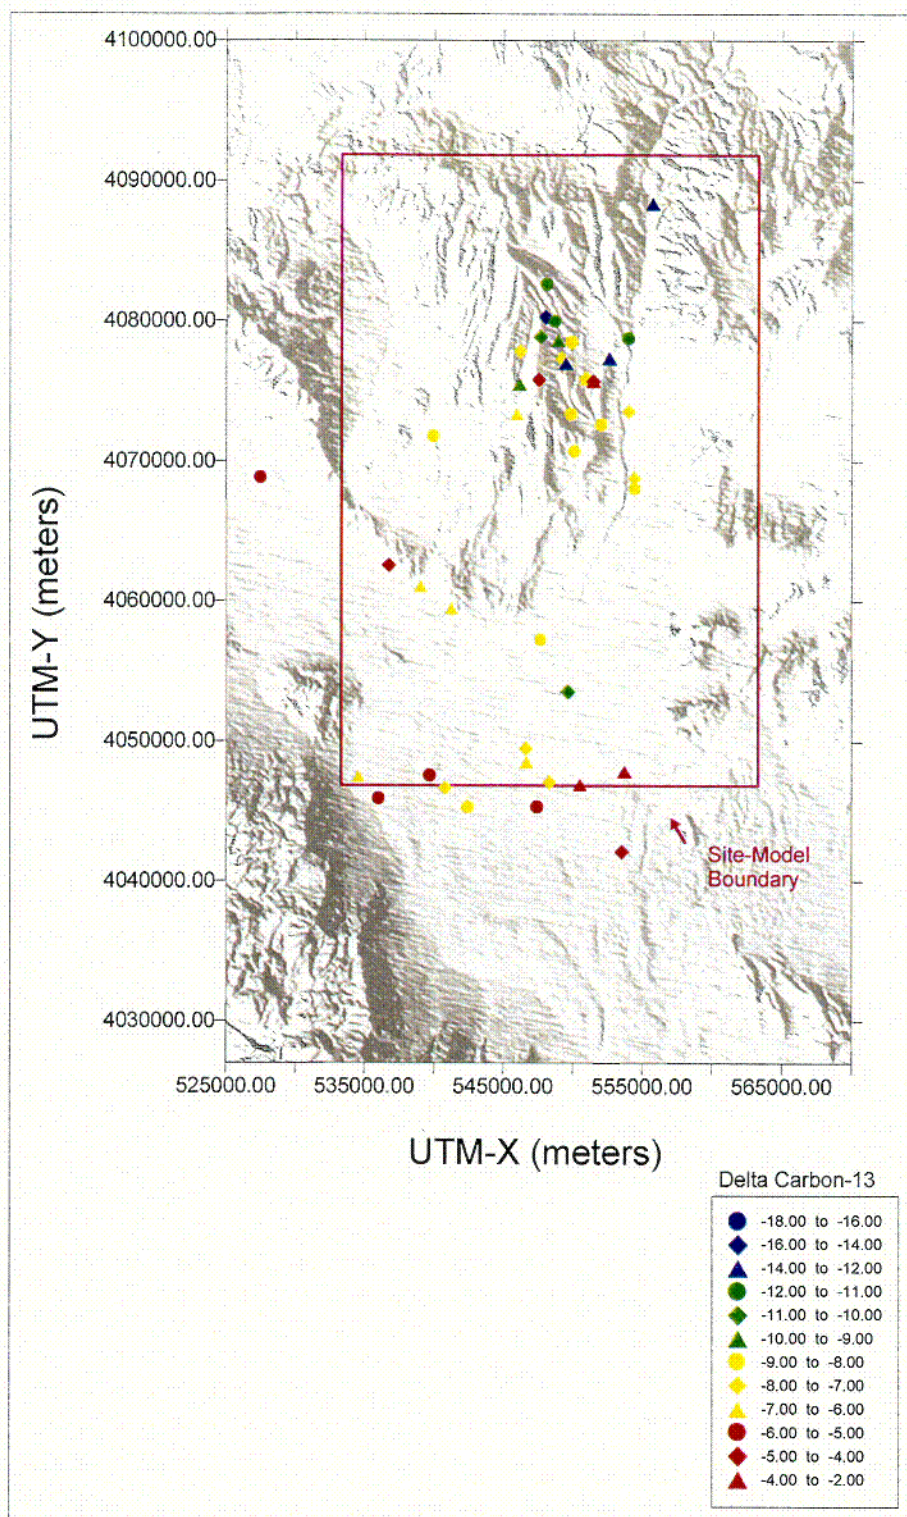 4100000.00
4090000.00
4080000.00
4070000.00
4060000.00
4050000.00
4040000.00
4030000.00
UTM-Y (meters)
Site-Model
Boundary
525000.00 535000.00 545000.00 555000.00 565000.00
UTM-X (meters)
Delta Carbon-13
-18.00 to -16.00
-16.00 to -14.00
-14.00 to -12.00
-12.00 to -11.00
-11.00 to -10.00
-10.00 to -9.00
-9.00 to -8.00
-8.00 to -7.00
-7.00 to -6.00
-6.00 to -5.00
-5.00 to -4.00
-4.00 to -2.00